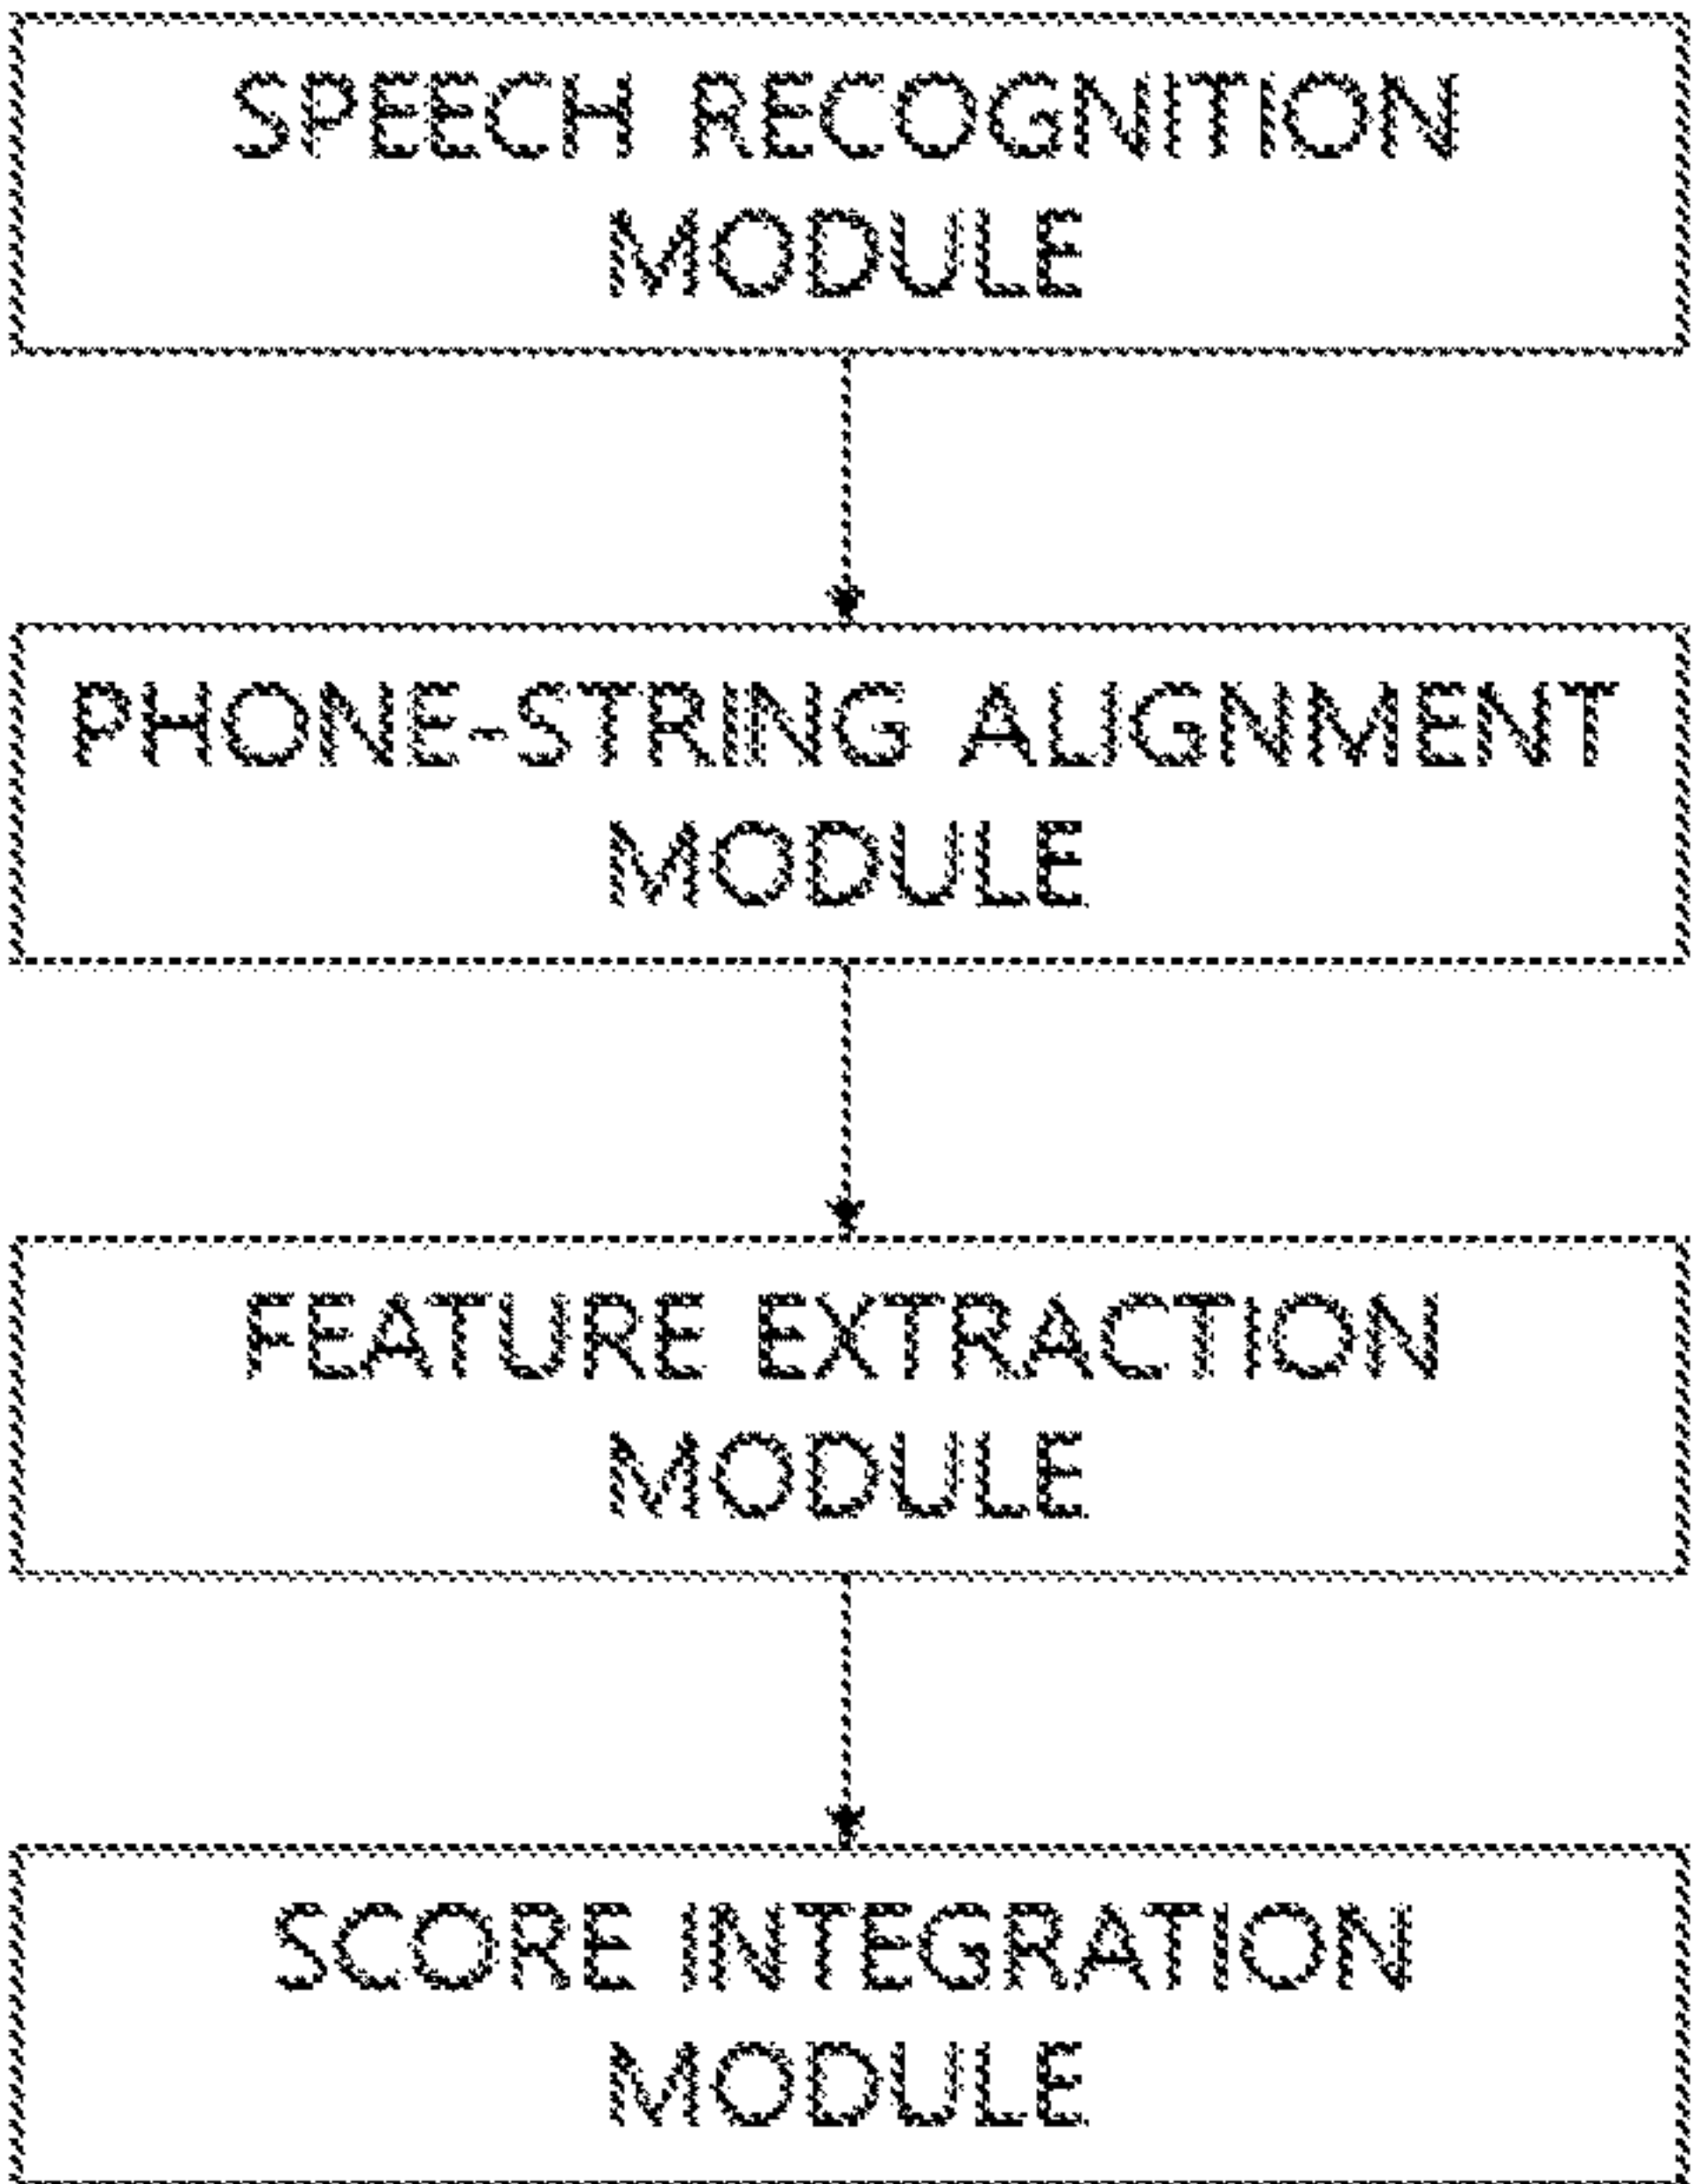 SPEECH RECOGNITION
MODULE
PHONE-STRING ALIGNMENT
MODULE
FEATURE EXTRACTION
MODULE
SCORE INTEGRATION
MODULE